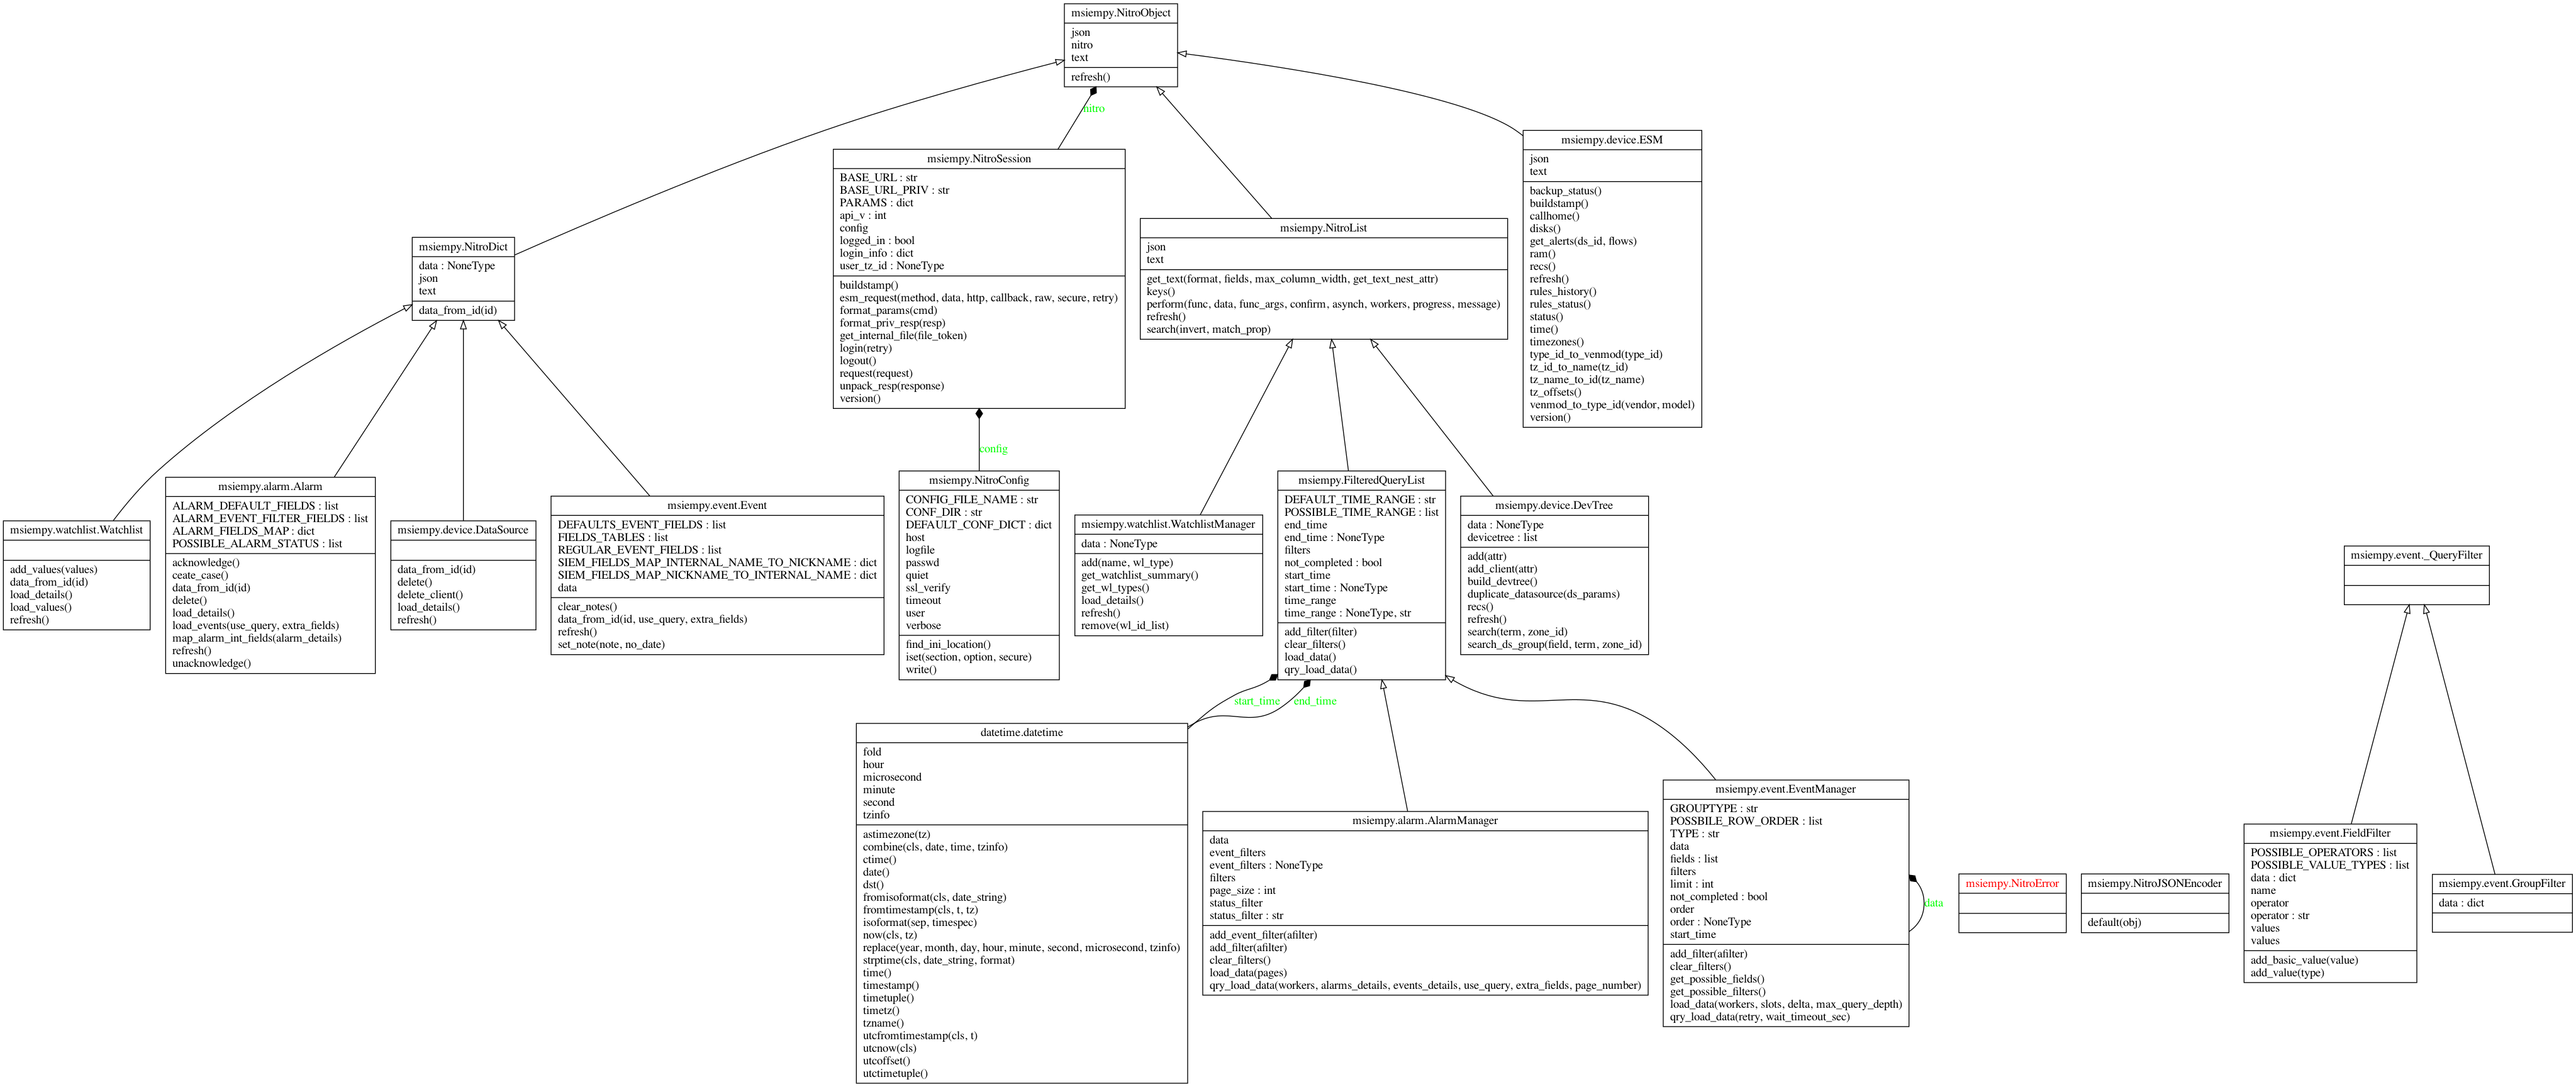 msiempy.NitroObject
json
nitro
text
refresh()
nitro
msiempy.device.ESM
json
text
backup_status()
buildstamp()
callhome()
disks()
get_alerts(ds_id, flows)
ram()
recs()
refresh()
rules_history()
rules_status()
status()
time()
timezones()
type_id_to_venmod(type_id)
tz_id_to_name(tz_id)
tz_name_to_id(tz_name)
tz_offsets()
venmod_to_type_id(vendor, model)
version()
msiempy.NitroSession
BASE_URL : str
BASE_URL_PRIV : str
PARAMS : dict
api_v : int
config
logged_in : bool
login_info : dict
user_tz_id : NoneType
buildstamp()
esm_request(method, data, http, callback, raw, secure, retry)
format_params(cmd)
format_priv_resp(resp)
get_internal_file(file_token)
login(retry)
logout()
request(request)
unpack_resp(response)
version()
msiempy.NitroList
json
text
get_text(format, fields, max_column_width, get_text_nest_attr)
keys()
perform(func, data, func_args, confirm, asynch, workers, progress, message)
refresh()
search(invert, match_prop)
msiempy.NitroDict
data : NoneType
json
text
data_from_id(id)
config
msiempy.watchlist.Watchlist
add_values(values)
data_from_id(id)
load_details()
load_values()
refresh()
msiempy.alarm.Alarm
ALARM_DEFAULT_FIELDS : list
ALARM_EVENT_FILTER_FIELDS : list
ALARM_FIELDS_MAP : dict
POSSIBLE_ALARM_STATUS : list
acknowledge()
ceate_case()
data_from_id(id)
delete()
load_details()
load_events(use_query, extra_fields)
map_alarm_int_fields(alarm_details)
refresh()
unacknowledge()
msiempy.device.DataSource
data_from_id(id)
delete()
delete_client()
load_details()
refresh()
msiempy.event.Event
DEFAULTS_EVENT_FIELDS : list
FIELDS_TABLES : list
REGULAR_EVENT_FIELDS : list
SIEM_FIELDS_MAP_INTERNAL_NAME_TO_NICKNAME : dict
SIEM_FIELDS_MAP_NICKNAME_TO_INTERNAL_NAME : dict
data
clear_notes()
data_from_id(id, use_query, extra_fields)
refresh()
set_note(note, no_date)
msiempy.NitroConfig
CONFIG_FILE_NAME : str
CONF_DIR : str
DEFAULT_CONF_DICT : dict
host
logfile
passwd
quiet
ssl_verify
timeout
user
verbose
find_ini_location()
iset(section, option, secure)
write()
msiempy.watchlist.WatchlistManager
data : NoneType
add(name, wl_type)
get_watchlist_summary()
get_wl_types()
load_details()
refresh()
remove(wl_id_list)
msiempy.FilteredQueryList
DEFAULT_TIME_RANGE : str
POSSIBLE_TIME_RANGE : list
end_time
end_time : NoneType
filters
not_completed : bool
start_time
start_time : NoneType
time_range
time_range : NoneType, str
add_filter(filter)
clear_filters()
load_data()
qry_load_data()
msiempy.device.DevTree
data : NoneType
devicetree : list
add(attr)
add_client(attr)
build_devtree()
duplicate_datasource(ds_params)
recs()
refresh()
search(term, zone_id)
search_ds_group(field, term, zone_id)
msiempy.event._QueryFilter
start_time
end_time
datetime.datetime
fold
hour
microsecond
minute
second
tzinfo
astimezone(tz)
combine(cls, date, time, tzinfo)
ctime()
date()
dst()
fromisoformat(cls, date_string)
fromtimestamp(cls, t, tz)
isoformat(sep, timespec)
now(cls, tz)
replace(year, month, day, hour, minute, second, microsecond, tzinfo)
strptime(cls, date_string, format)
time()
timestamp()
timetuple()
timetz()
tzname()
utcfromtimestamp(cls, t)
utcnow(cls)
utcoffset()
utctimetuple()
msiempy.alarm.AlarmManager
data
event_filters
event_filters : NoneType
filters
page_size : int
status_filter
status_filter : str
add_event_filter(afilter)
add_filter(afilter)
clear_filters()
load_data(pages)
qry_load_data(workers, alarms_details, events_details, use_query, extra_fields, page_number)
msiempy.event.EventManager
GROUPTYPE : str
POSSBILE_ROW_ORDER : list
TYPE : str
data
fields : list
filters
limit : int
not_completed : bool
order
order : NoneType
start_time
add_filter(afilter)
clear_filters()
get_possible_fields()
get_possible_filters()
load_data(workers, slots, delta, max_query_depth)
qry_load_data(retry, wait_timeout_sec)
data
msiempy.NitroError
msiempy.NitroJSONEncoder
default(obj)
msiempy.event.FieldFilter
POSSIBLE_OPERATORS : list
POSSIBLE_VALUE_TYPES : list
data : dict
name
operator
operator : str
values
values
add_basic_value(value)
add_value(type)
msiempy.event.GroupFilter
data : dict